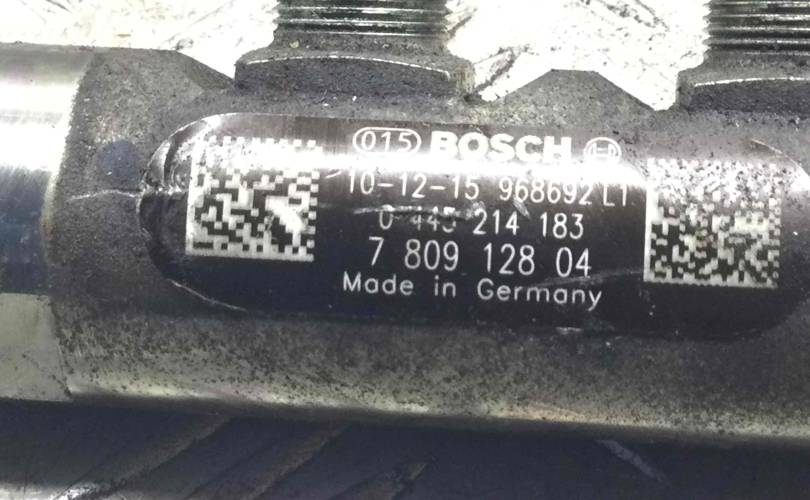 015 BOSCH
10-12-15 968692 L1
0 445 214 183
7 809 128 04
Made in Germany